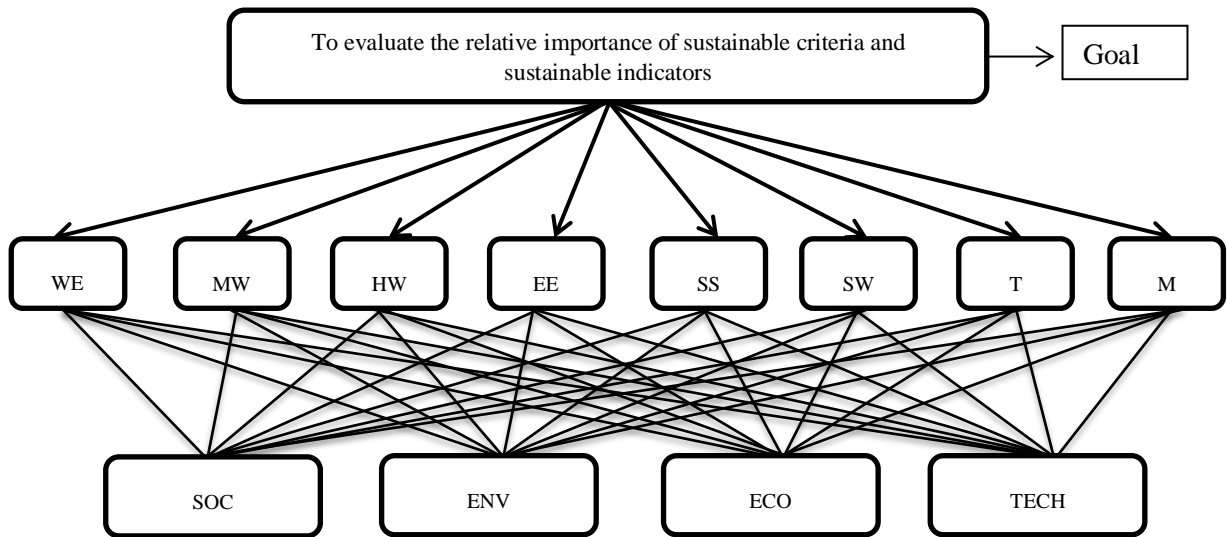 To evaluate the relative importance of sustainable criteria and
sustainable indicators
Goal
WE
MW
HW
EE
SS
SW
T
M
SOC
ENV
ECO
TECH